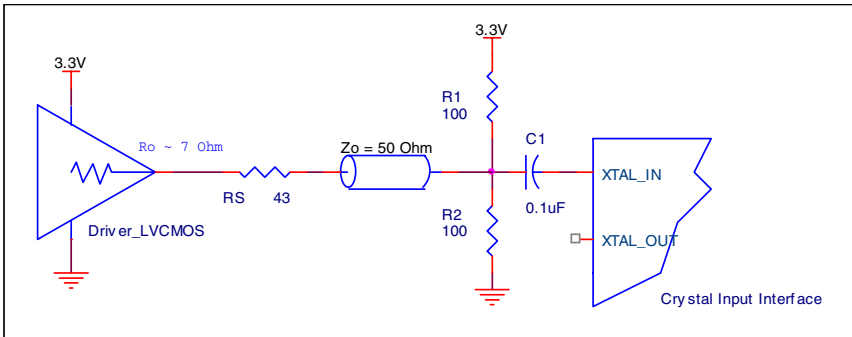 3.3V
3.3V
R1
100
Ro ~ 7 Ohm
Zo = 50 Ohm
C1
XTAL_IN
RS
43
0.1uF
R2
100
Driver_LVCMOS
XTAL_OUT
Crystal Input Interface